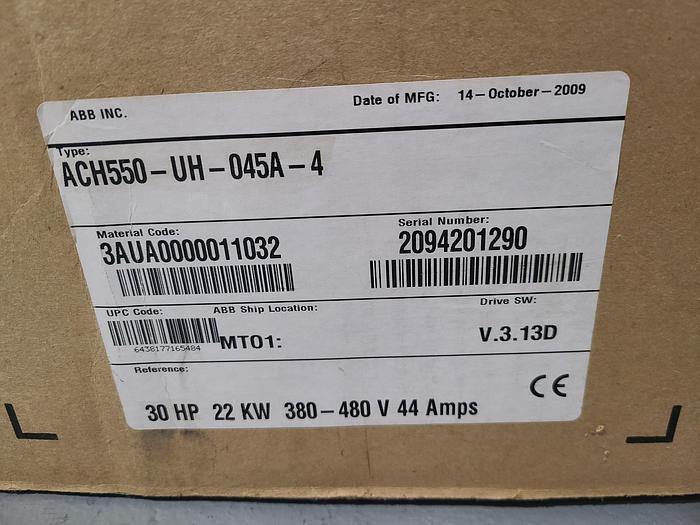 ABB INC.
Date of MFG: 14-October-2009
Type:
ACH550-UH-045A-4
Material Code:
3AUA0000011032
Serial Number:
2094201290
UPC Code:
6438177165484
ABB Ship Location:
MTO1:
Drive SW:
V.3.13D
Reference:
30 HP 22 KW 380-480 V 44 Amps
CE